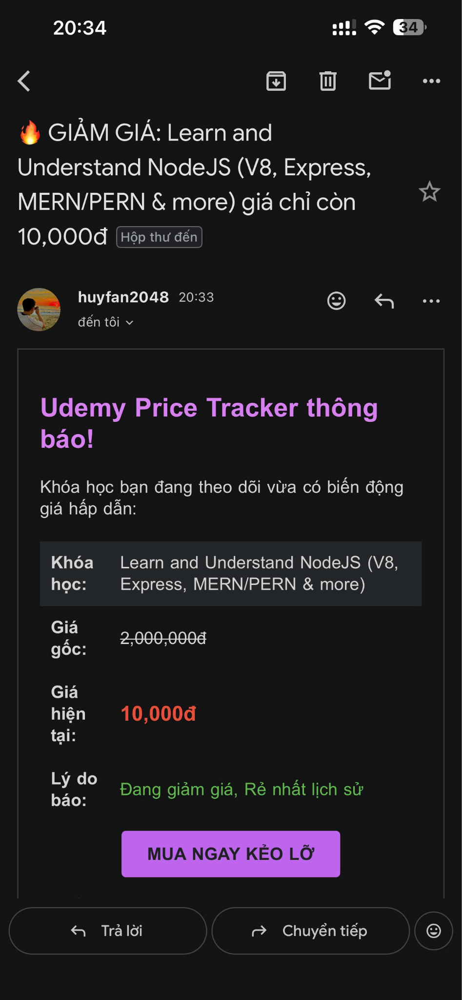 20:34
34
🔥 GIẢM GIÁ: Learn and
Understand NodeJS (V8, Express,
MERN/PERN & more) giá chỉ còn
10,000đ Hộp thư đến
huyfan2048 20:33
đến tôi
Udemy Price Tracker thông
báo!
Khóa học bạn đang theo dõi vừa có biến động
giá hấp dẫn:
Khóa
học:
Learn and Understand NodeJS (V8,
Express, MERN/PERN & more)
Giá
gốc:
2,000,000đ
Giá
hiện
tại:
10,000đ
Lý do
báo:
Đang giảm giá, Rẻ nhất lịch sử
MUA NGAY KẺO LỠ
Trả lời
Chuyển tiếp